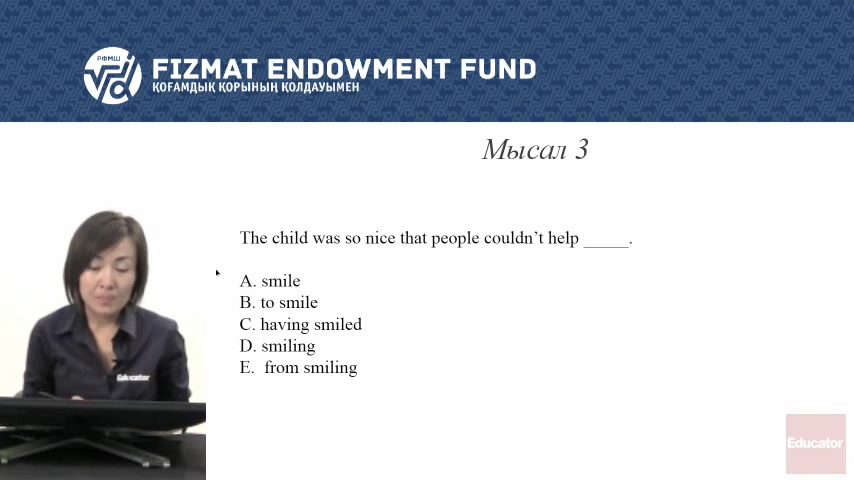 РФМШ
FIZMAT ENDOWMENT FUND
ҚОҒАМДЫҚ ҚОРЫНЫҢ ҚОЛДАУЫМЕН
Мысал 3
The child was so nice that people couldn’t help _____.
A. smile
B. to smile
C. having smiled
D. smiling
E. from smiling
Educator
Educator